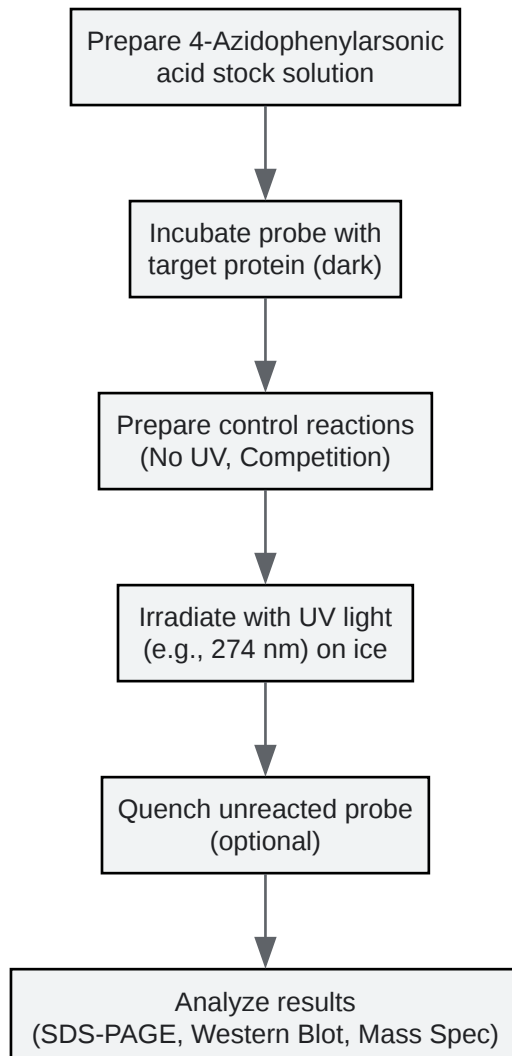 Prepare 4-Azidophenylarsonic
acid stock solution
Incubate probe with
target protein (dark)
Prepare control reactions
(No UV, Competition)
Irradiate with UV light
(e.g., 274 nm) on ice
Quench unreacted probe
(optional)
Analyze results
(SDS-PAGE, Western Blot, Mass Spec)